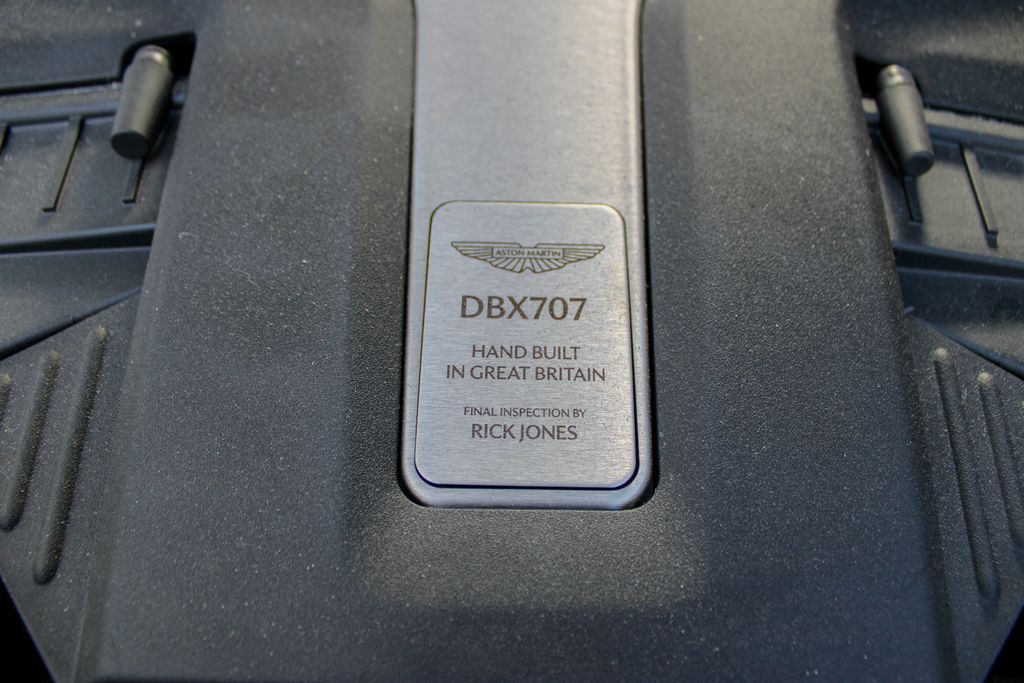 ASTON MARTIN
DBX707
HAND BUILT
IN GREAT BRITAIN
FINAL INSPECTION BY
RICK JONES